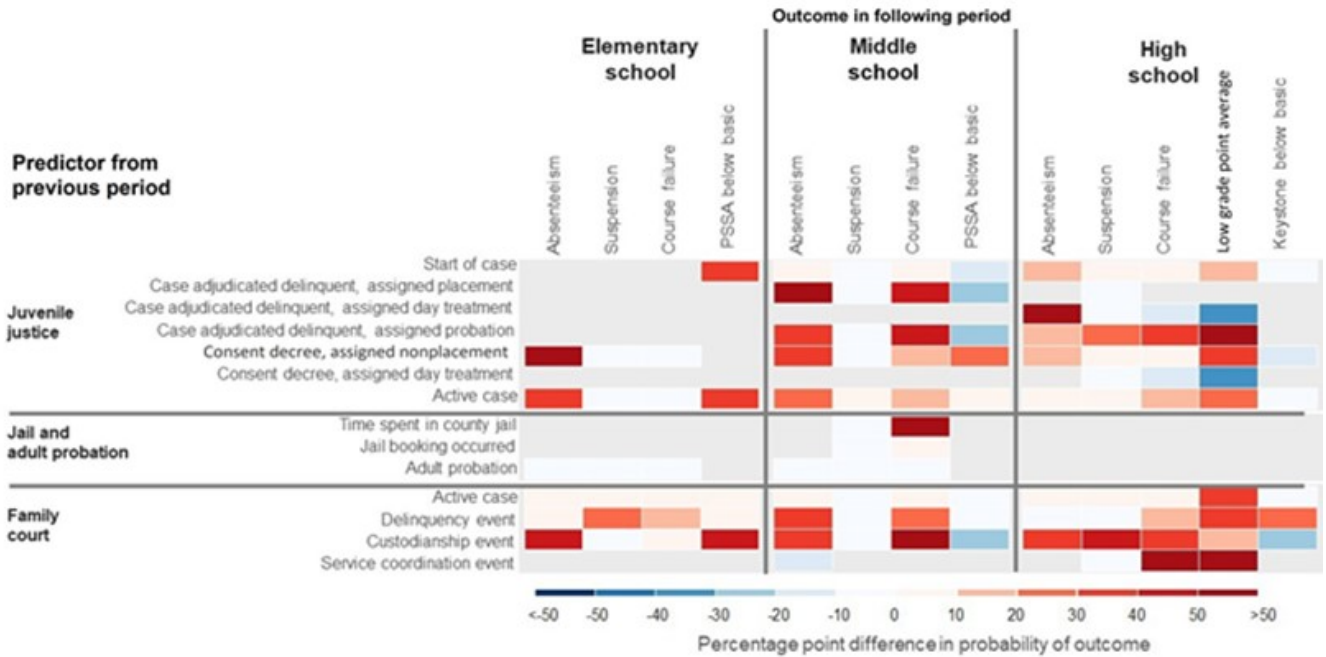 Outcome in following period
Elementary
school
Middle
school
High
school
Predictor from
previous period
Absenteeism
Suspension
Course failure
PSSA below basic
Absenteeism
Suspension
Course failure
PSSA below basic
Absenteeism
Suspension
Course failure
Low grade point average
Keystone below basic
Juvenile
justice
Start of case
Case adjudicated delinquent, assigned placement
Case adjudicated delinquent, assigned day treatment
Case adjudicated delinquent, assigned probation
Consent decree, assigned nonplacement
Consent decree, assigned day treatment
Active case
Jail and
adult probation
Time spent in county jail
Jail booking occurred
Adult probation
Family
court
Active case
Delinquency event
Custodianship event
Service coordination event
<-50 -50 -40 -30 -20 -10 0 10 20 30 40 50 >50
Percentage point difference in probability of outcome